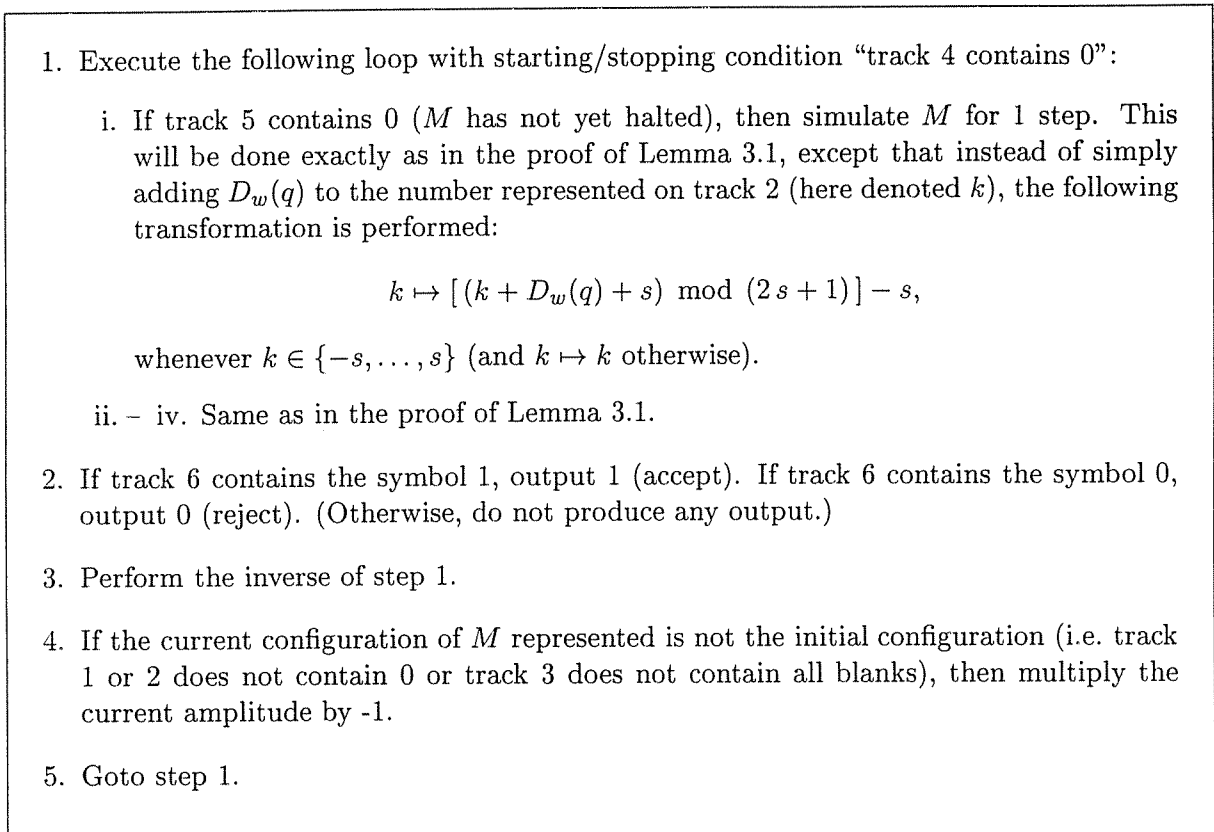 1. Execute the following loop with starting/stopping condition “track 4 contains 0”:
i. If track 5 contains 0 (M has not yet halted), then simulate M for 1 step. This
will be done exactly as in the proof of Lemma 3.1, except that instead of simply
adding D_w(q) to the number represented on track 2 (here denoted k), the following
transformation is performed:
k ↦ [(k + D_w(q) + s) mod (2 s + 1)] − s,
whenever k ∈ {−s, . . . , s} (and k ↦ k otherwise).
ii. – iv. Same as in the proof of Lemma 3.1.
2. If track 6 contains the symbol 1, output 1 (accept). If track 6 contains the symbol 0,
output 0 (reject). (Otherwise, do not produce any output.)
3. Perform the inverse of step 1.
4. If the current configuration of M represented is not the initial configuration (i.e. track
1 or 2 does not contain 0 or track 3 does not contain all blanks), then multiply the
current amplitude by -1.
5. Goto step 1.